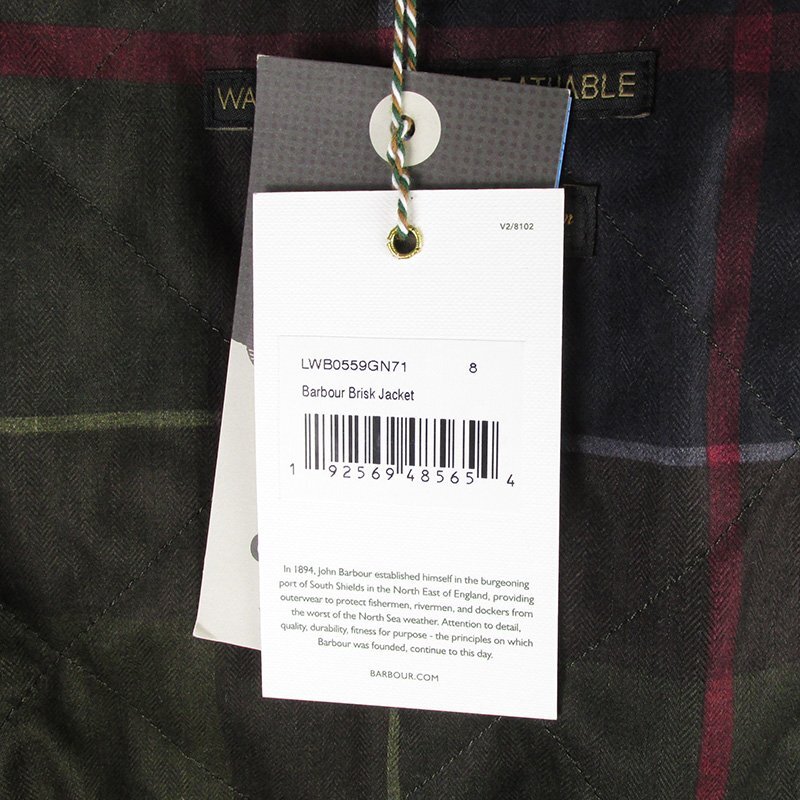 WA EATHABLE
V2/8102
LWB0559GN71 8
Barbour Brisk Jacket
1 92569 48565 4
In 1894, John Barbour established himself in the burgeoning
port of South Shields in the North East of England, providing
outerwear to protect fishermen, rivermen, and dockers from
the worst of the North Sea weather. Attention to detail,
quality, durability, fitness for purpose - the principles on which
Barbour was founded, continue to this day.
BARBOUR.COM